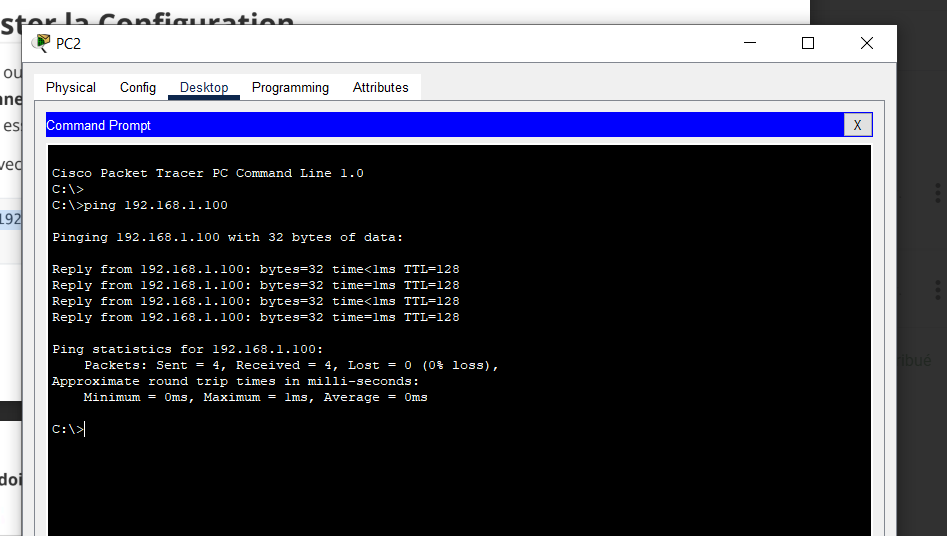 ster la Configuration
PC2
ou
nne
es
vec
192
doi
Physical Config Desktop Programming Attributes
Command Prompt X
Cisco Packet Tracer PC Command Line 1.0
C:\>
C:\>ping 192.168.1.100
Pinging 192.168.1.100 with 32 bytes of data:
Reply from 192.168.1.100: bytes=32 time<1ms TTL=128
Reply from 192.168.1.100: bytes=32 time=1ms TTL=128
Reply from 192.168.1.100: bytes=32 time<1ms TTL=128
Reply from 192.168.1.100: bytes=32 time=1ms TTL=128
Ping statistics for 192.168.1.100:
Packets: Sent = 4, Received = 4, Lost = 0 (0% loss),
Approximate round trip times in milli-seconds:
Minimum = 0ms, Maximum = 1ms, Average = 0ms
C:\>
ribué